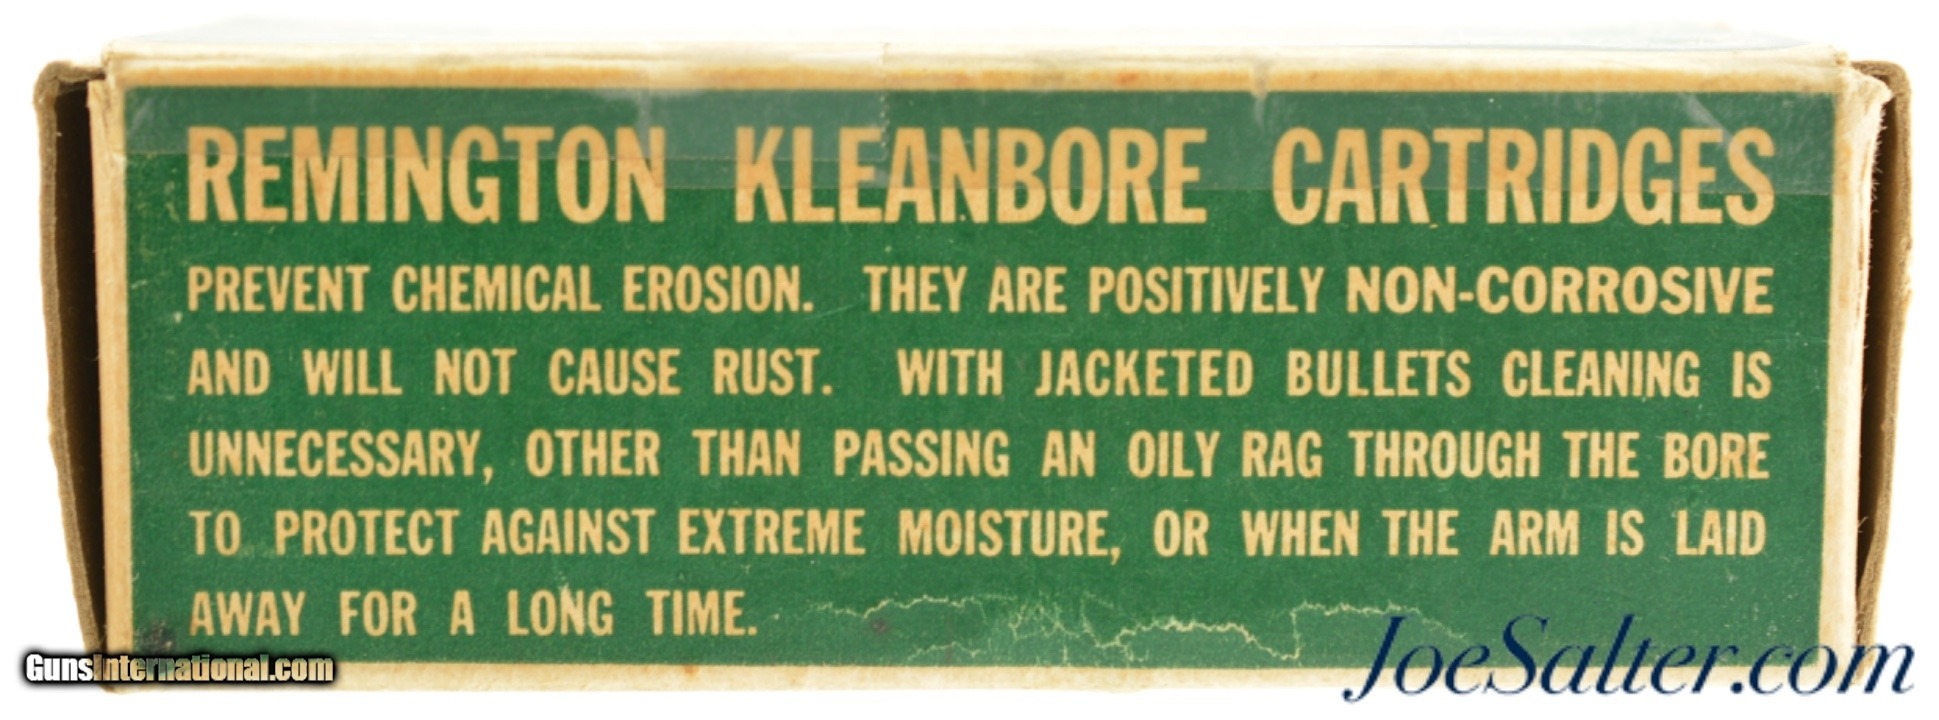 REMINGTON KLEANBORE CARTRIDGES
PREVENT CHEMICAL EROSION. THEY ARE POSITIVELY NON-CORROSIVE
AND WILL NOT CAUSE RUST. WITH JACKETED BULLETS CLEANING IS
UNNECESSARY, OTHER THAN PASSING AN OILY RAG THROUGH THE BORE
TO PROTECT AGAINST EXTREME MOISTURE, OR WHEN THE ARM IS LAID
AWAY FOR A LONG TIME.
GunsInternational.com
JoeSalter.com